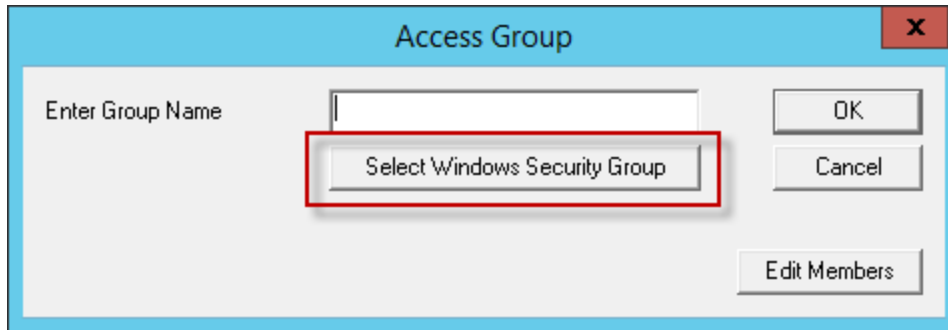 Access Group
x
Enter Group Name
OK
Select Windows Security Group
Cancel
Edit Members